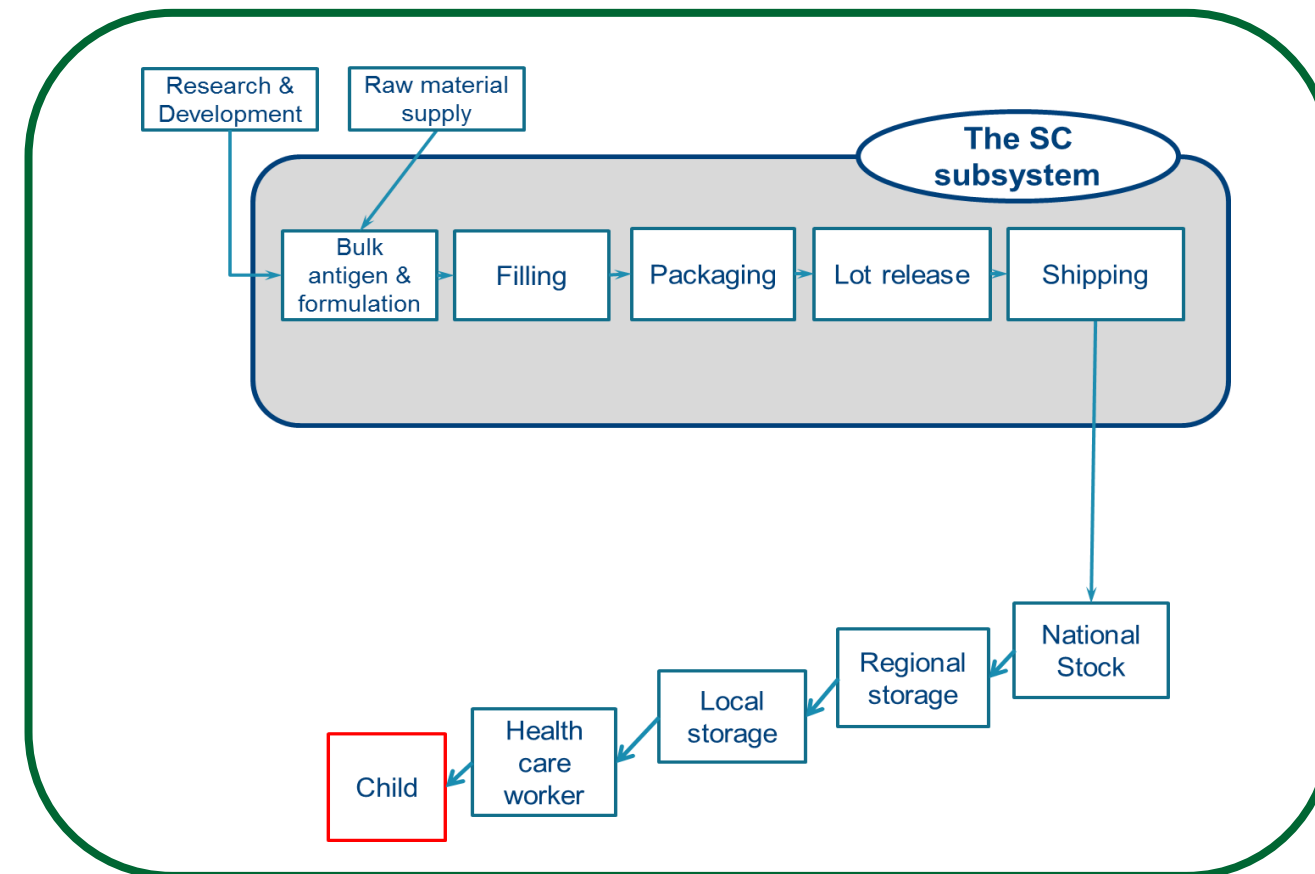 Research &
Development
Raw material
supply
The SC
subsystem
Bulk
antigen &
formulation
Filling
Packaging
Lot release
Shipping
National
Stock
Regional
storage
Local
storage
Health
care
worker
Child